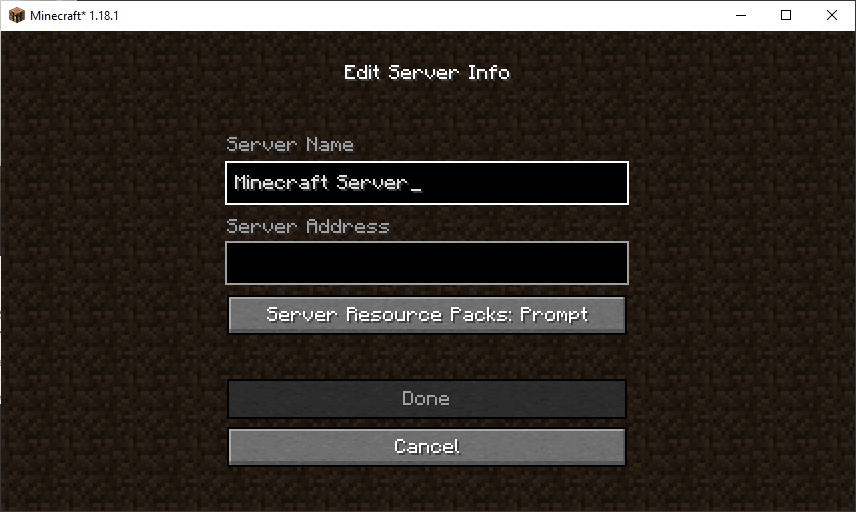 Minecraft* 1.18.1
Edit Server Info
Server Name
Minecraft Server_
Server Address
Server Resource Packs: Prompt
Done
Cancel